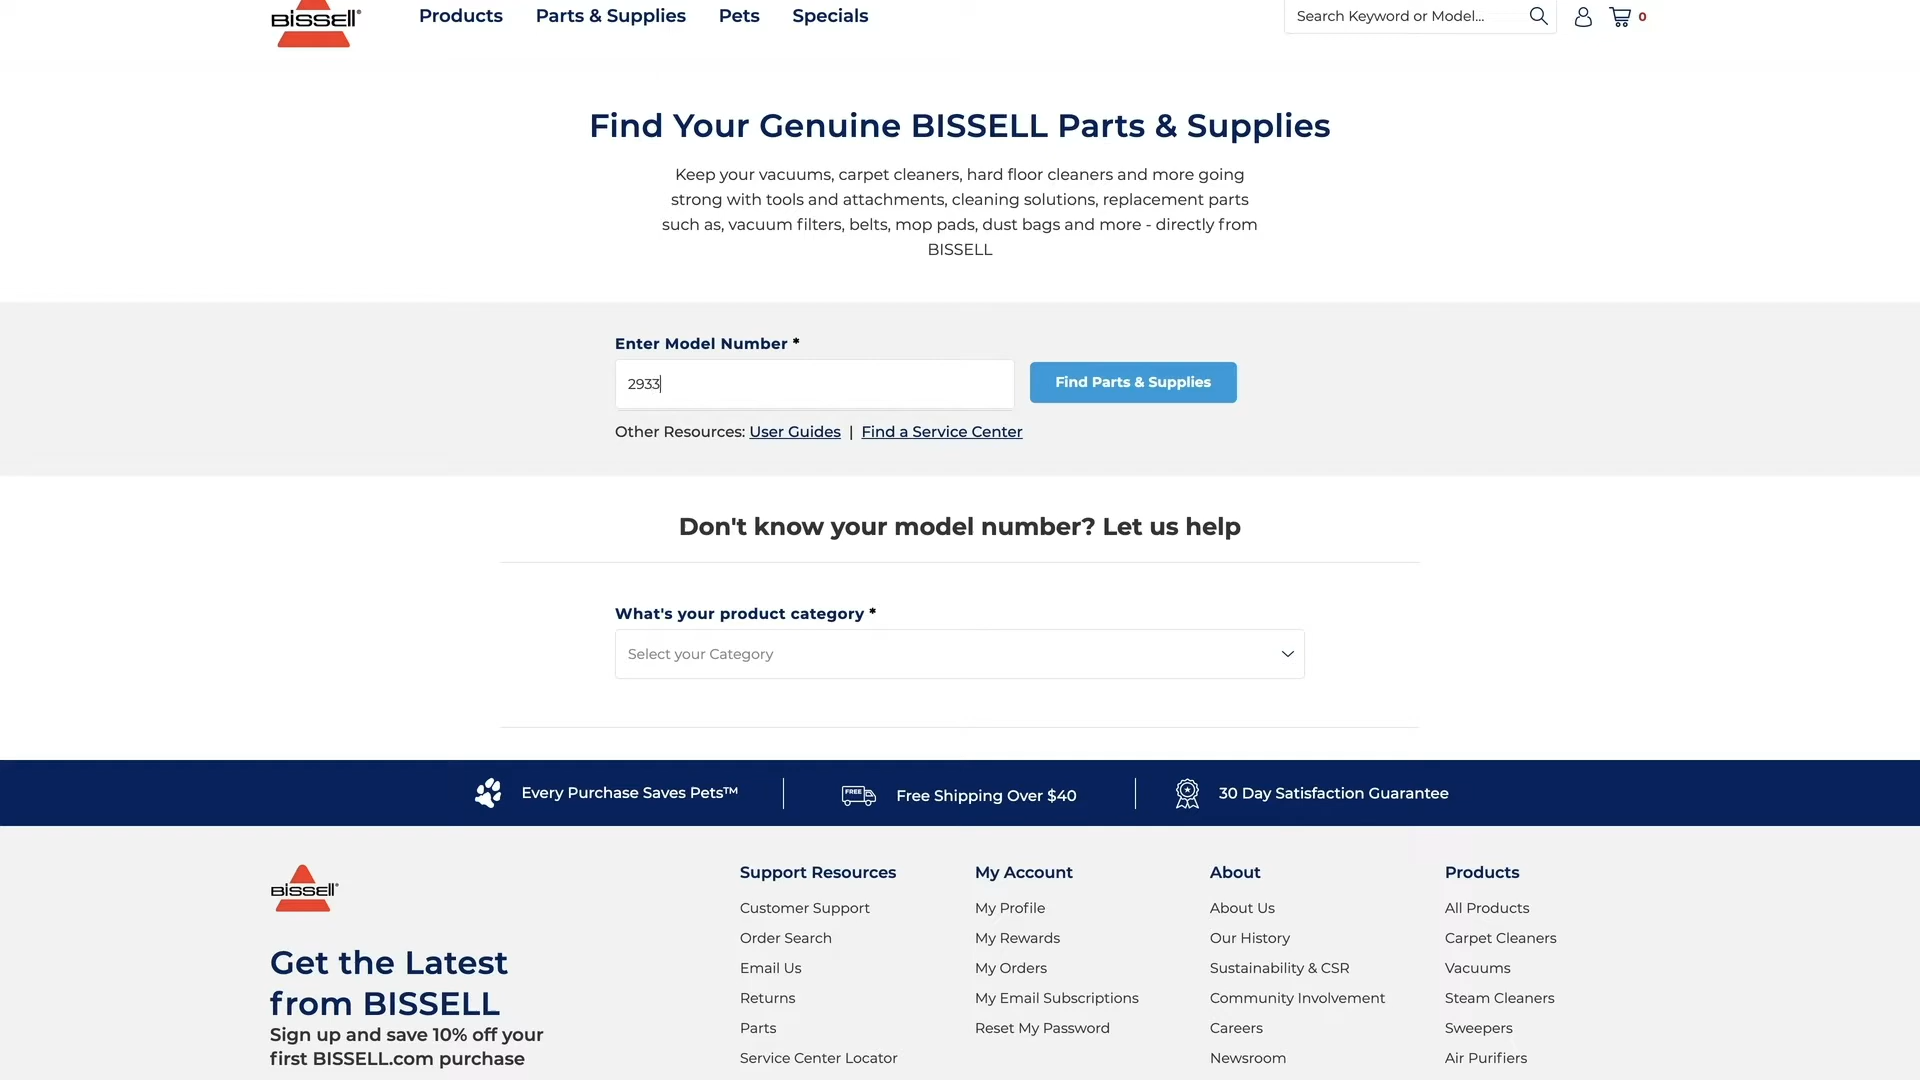 BISSELL®
Products
Parts & Supplies
Pets
Specials
Search Keyword or Model...
0
Find Your Genuine BISSELL Parts & Supplies
Keep your vacuums, carpet cleaners, hard floor cleaners and more going
strong with tools and attachments, cleaning solutions, replacement parts
such as, vacuum filters, belts, mop pads, dust bags and more - directly from
BISSELL
Enter Model Number *
2933
Find Parts & Supplies
Other Resources: User Guides | Find a Service Center
Don't know your model number? Let us help
What's your product category *
Select your Category
Every Purchase Saves Pets™
FREE
Free Shipping Over $40
30 Day Satisfaction Guarantee
BISSELL®
Get the Latest
from BISSELL
Sign up and save 10% off your
first BISSELL.com purchase
Support Resources
Customer Support
Order Search
Email Us
Returns
Parts
Service Center Locator
My Account
My Profile
My Rewards
My Orders
My Email Subscriptions
Reset My Password
About
About Us
Our History
Sustainability & CSR
Community Involvement
Careers
Newsroom
Products
All Products
Carpet Cleaners
Vacuums
Steam Cleaners
Sweepers
Air Purifiers